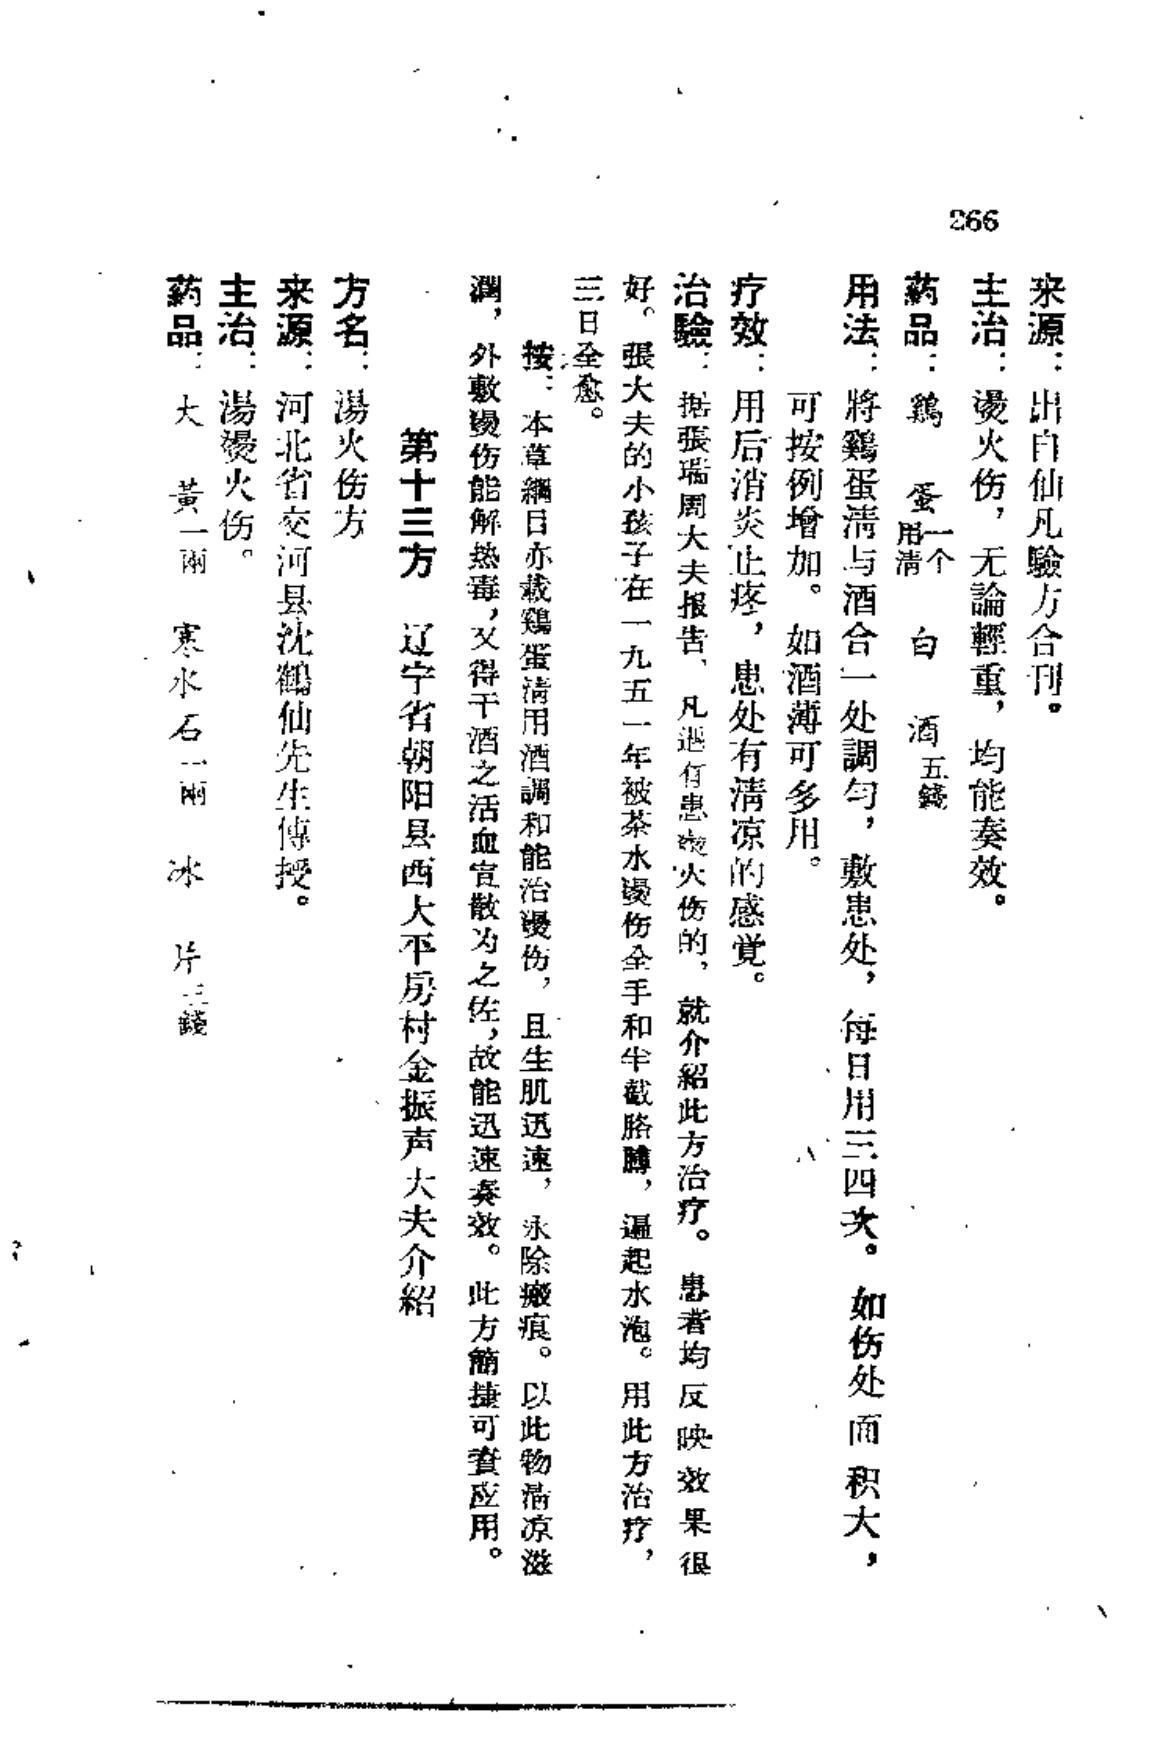 266
来源：出自仙凡驗方合刊。
主治：燙火伤，无論輕重，均能奏效。
药品：鷄蛋一个用清 白酒五錢
用法：將鷄蛋清与酒合一处調匀，敷患处，每日用三四次。如伤处面积大，
可按例增加。如酒薄可多用。
疗效：用后消炎止疼，患处有清凉的感觉。
治驗：据張瑞周大夫报告、凡遇有患燙火伤的，就介紹此方治疗。患者均反映效果很
好。張大夫的小孩子在一九五一年被茶水燙伤全手和半截胳膊，逼起水泡。用此方治疗，
三日全愈。
按：本草綱目亦载鷄蛋清用酒調和能治燙伤，且生肌迅速，永除瘢痕。以此物清凉滋
潤，外敷燙伤能解热毒，又得干酒之活血宣散为之佐，故能迅速奏效。此方簡捷可資应用。
第十三方 辽宁省朝阳县西大平房村金振声大夫介紹
方名：湯火伤方
来源：河北省交河县沈鶴仙先生傅授。
主治：湯燙火伤。
药品：大黃一兩 寒水石一兩 冰片三錢